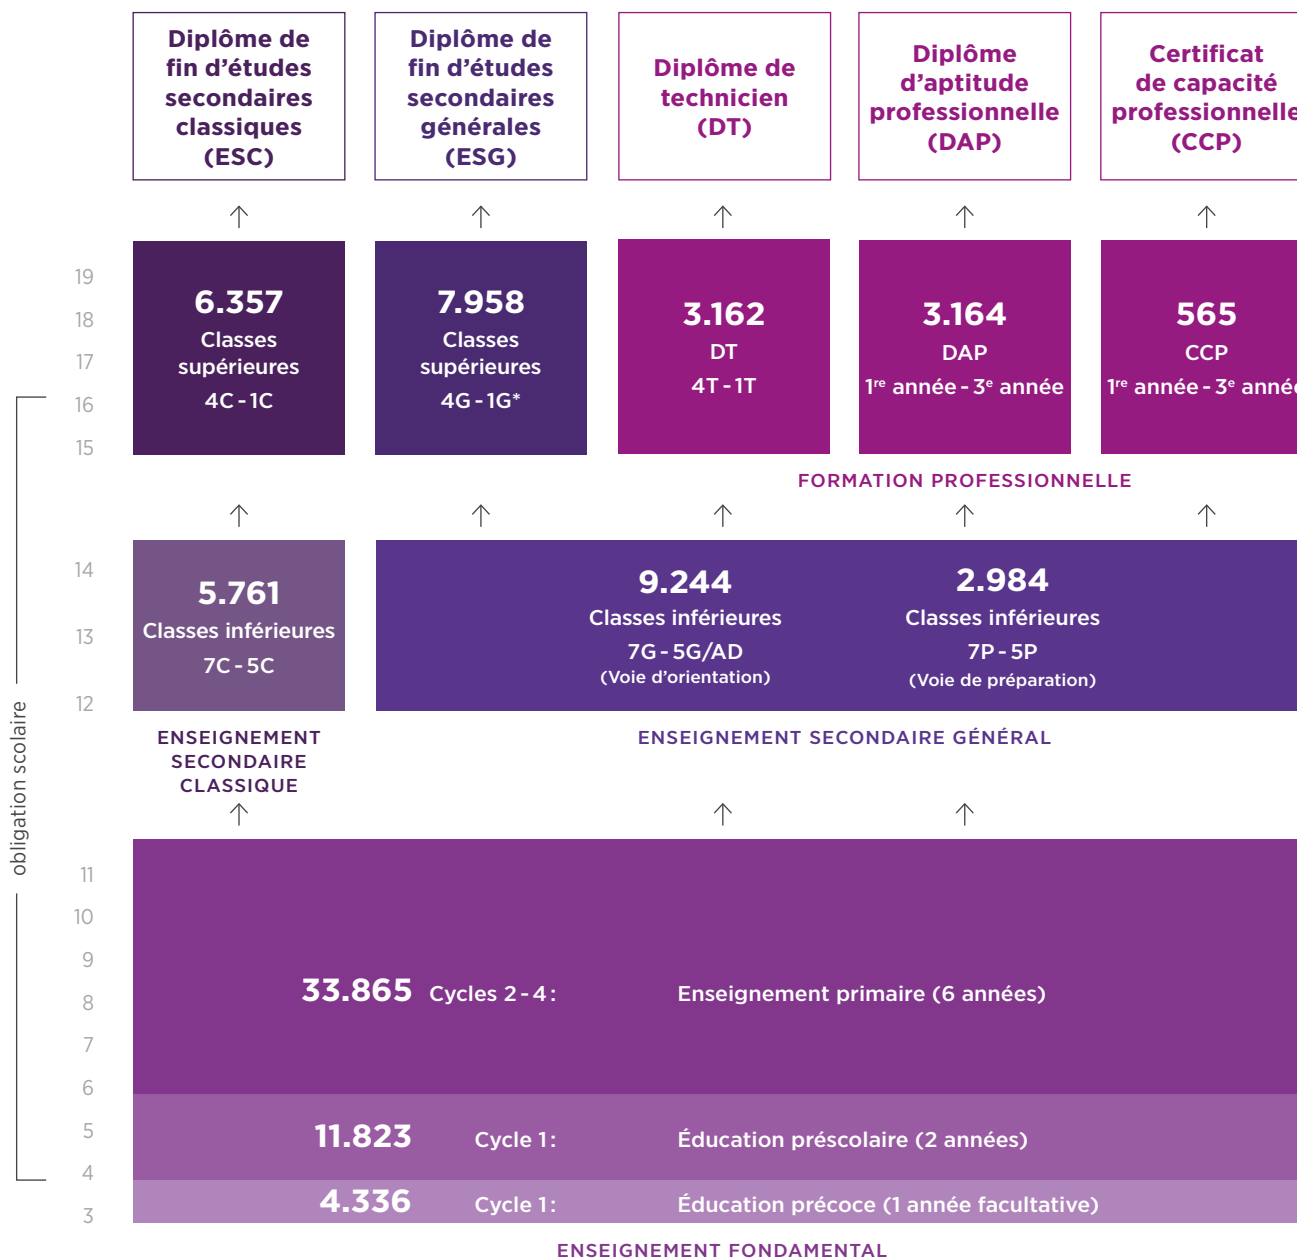 Diplôme de
fin d'études
secondaires
classiques
(ESC)
Diplôme de
fin d'études
secondaires
générales
(ESG)
Diplôme de
technicien
(DT)
Diplôme
d'aptitude
professionnelle
(DAP)
Certificat
de capacité
professionnelle
(CCP)
19
18
17
16
15
6.357
Classes
supérieures
4C - 1C
7.958
Classes
supérieures
4G - 1G*
3.162
DT
4T - 1T
3.164
DAP
1re année - 3e année
565
CCP
1re année - 3e année
FORMATION PROFESSIONNELLE
14
13
12
5.761
Classes inférieures
7C - 5C
9.244
Classes inférieures
7G - 5G/AD
(Voie d'orientation)
2.984
Classes inférieures
7P - 5P
(Voie de préparation)
obligation scolaire
ENSEIGNEMENT
SECONDAIRE
CLASSIQUE
ENSEIGNEMENT SECONDAIRE GÉNÉRAL
11
10
9
8
7
6
5
4
3
33.865 Cycles 2 - 4 : Enseignement primaire (6 années)
11.823 Cycle 1 : Éducation préscolaire (2 années)
4.336 Cycle 1 : Éducation précoce (1 année facultative)
ENSEIGNEMENT FONDAMENTAL